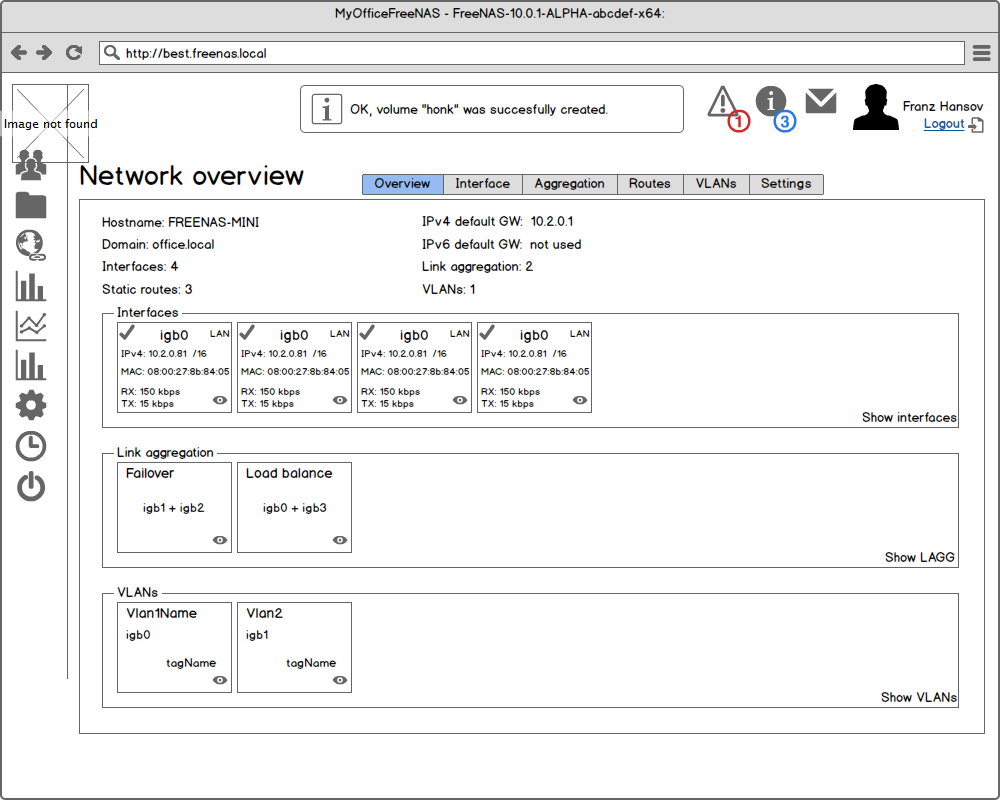 MyOfficeFreeNAS - FreeNAS-10.0.1-ALPHA-abcdef-x64:
http://best.freenas.local
Image not found
OK, volume "honk" was succesfully created.
1
3
Franz Hansov
Logout
Network overview
Overview Interface Aggregation Routes VLANs Settings
Hostname: FREENAS-MINI
Domain: office.local
Interfaces: 4
Static routes: 3
IPv4 default GW: 10.2.0.1
IPv6 default GW: not used
Link aggregation: 2
VLANs: 1
Interfaces
igb0 LAN
IPv4: 10.2.0.81 /16
MAC: 08:00:27:8b:84:05
RX: 150 kbps
TX: 15 kbps
igb0 LAN
IPv4: 10.2.0.81 /16
MAC: 08:00:27:8b:84:05
RX: 150 kbps
TX: 15 kbps
igb0 LAN
IPv4: 10.2.0.81 /16
MAC: 08:00:27:8b:84:05
RX: 150 kbps
TX: 15 kbps
igb0 LAN
IPv4: 10.2.0.81 /16
MAC: 08:00:27:8b:84:05
RX: 150 kbps
TX: 15 kbps
Show interfaces
Link aggregation
Failover
igb1 + igb2
Load balance
igb0 + igb3
Show LAGG
VLANs
Vlan1Name
igb0
tagName
Vlan2
igb1
tagName
Show VLANs